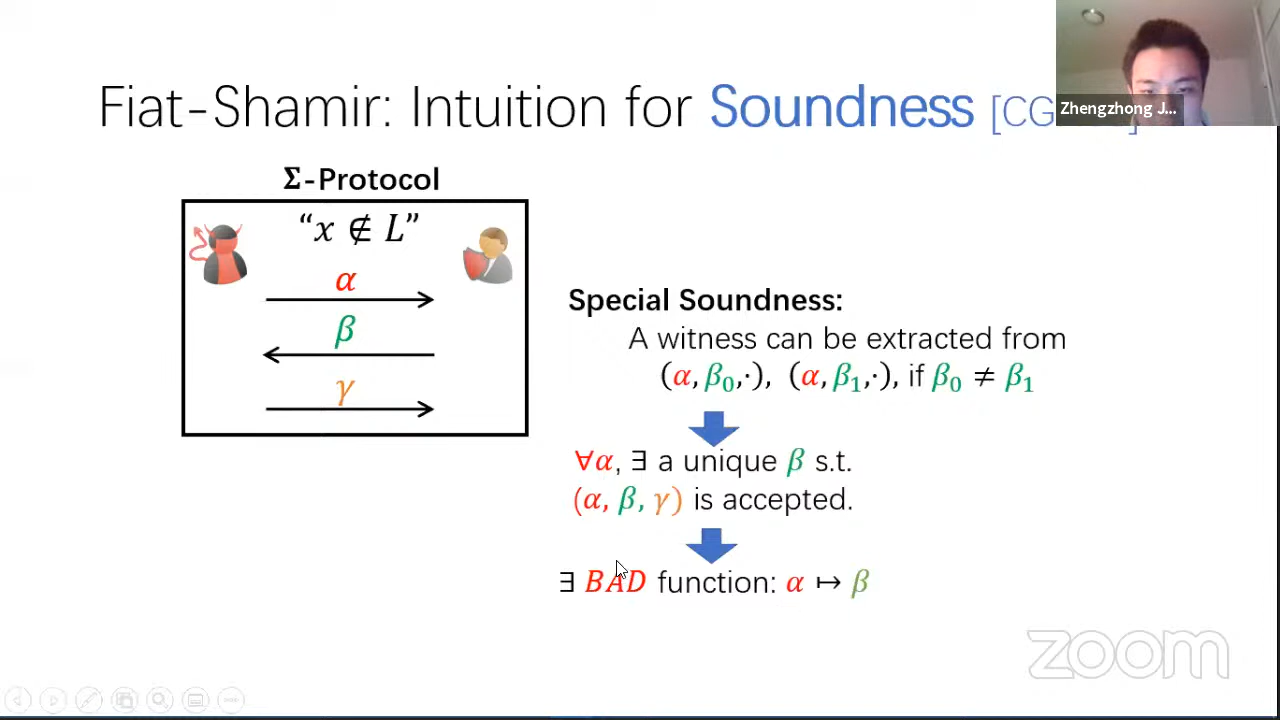 Fiat-Shamir: Intuition for Soundness [CG
Zhengzhong J...
Σ-Protocol
“x ∉ L”
α
β
γ
Special Soundness:
A witness can be extracted from
(α, β₀,·), (α, β₁,·), if β₀ ≠ β₁
∀α, ∃ a unique β s.t.
(α, β, γ) is accepted.
∃ BAD function: α ↦ β
zoom